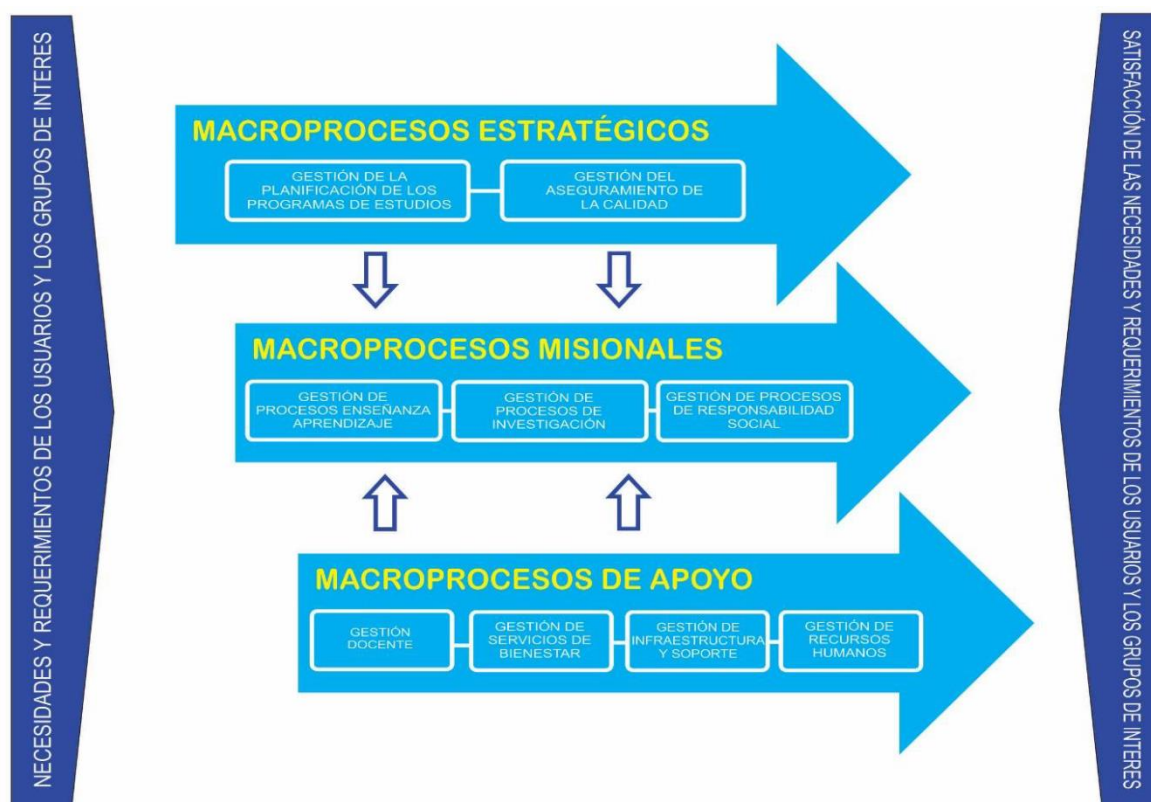 NECESIDADES Y REQUERIMIENTOS DE LOS USUARIOS Y LOS GRUPOS DE INTERES
MACROPROCESOS ESTRATÉGICOS
GESTIÓN DE LA
PLANIFICACIÓN DE LOS
PROGRAMAS DE ESTUDIOS
GESTIÓN DEL
ASEGURAMIENTO DE
LA CALIDAD
MACROPROCESOS MISIONALES
GESTIÓN DE
PROCESOS ENSEÑANZA
APRENDIZAJE
GESTIÓN DE
PROCESOS DE
INVESTIGACIÓN
GESTIÓN DE PROCESOS
DE RESPONSABILIDAD
SOCIAL
MACROPROCESOS DE APOYO
GESTIÓN
DOCENTE
GESTIÓN DE
SERVICIOS DE
BIENESTAR
GESTIÓN DE
INFRAESTRUCTURA
Y SOPORTE
GESTIÓN DE
RECURSOS
HUMANOS
SATISFACCIÓN DE LAS NECESIDADES Y REQUERIMIENTOS DE LOS USUARIOS Y LOS GRUPOS DE INTERES